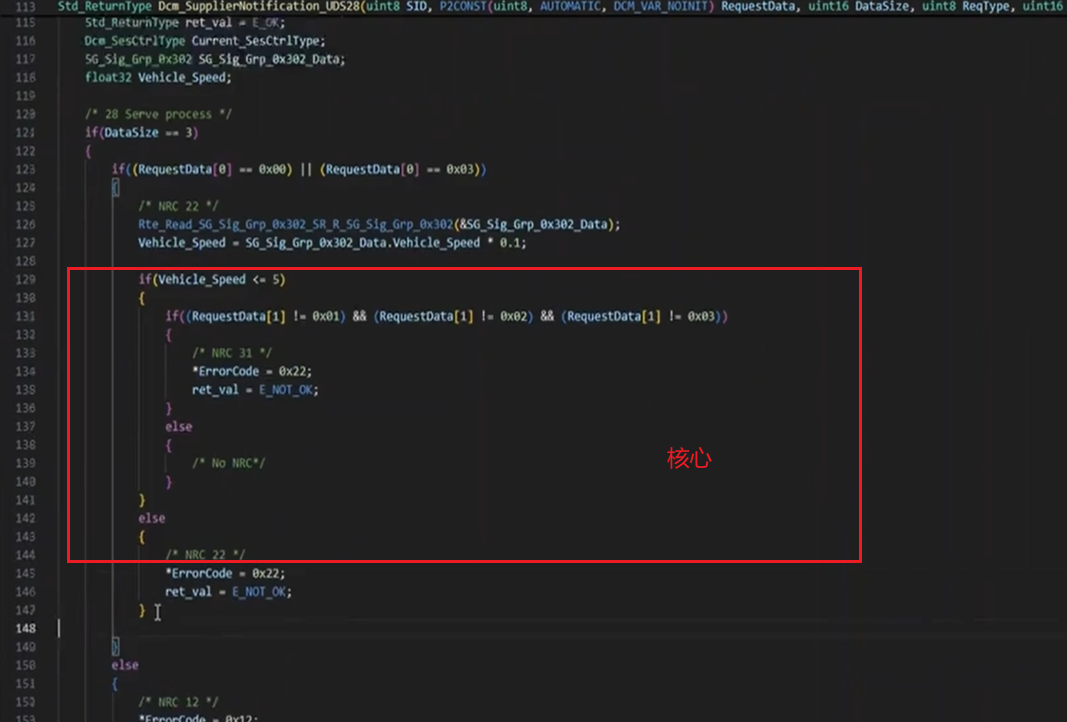 113 Std_ReturnType Dcm_SupplierNotification_UDS28(uint8 SID, P2CONST(uint8, AUTOMATIC, DCM_VAR_NOINIT) RequestData, uint16 DataSize, uint8 ReqType, uint16
115 Std_ReturnType ret_val = E_OK;
116 Dcm_SesCtrlType Current_SesCtrlType;
117 SG_Sig_Grp_0x302 SG_Sig_Grp_0x302_Data;
118 float32 Vehicle_Speed;
119
120 /* 28 Serve process */
121 if(DataSize == 3)
122 {
123 if((RequestData[0] == 0x00) || (RequestData[0] == 0x03))
124 {
125 /* NRC 22 */
126 Rte_Read_SG_Sig_Grp_0x302_SR_R_SG_Sig_Grp_0x302(&SG_Sig_Grp_0x302_Data);
127 Vehicle_Speed = SG_Sig_Grp_0x302_Data.Vehicle_Speed * 0.1;
128
129 if(Vehicle_Speed <= 5)
130 {
131 if((RequestData[1] != 0x01) && (RequestData[1] != 0x02) && (RequestData[1] != 0x03))
132 {
133 /* NRC 31 */
134 *ErrorCode = 0x22;
135 ret_val = E_NOT_OK;
136 }
137 else
138 {
139 /* No NRC*/
140 }
141 }
142 else
143 {
144 /* NRC 22 */
145 *ErrorCode = 0x22;
146 ret_val = E_NOT_OK;
147 }
148
149 }
150 else
151 {
152 /* NRC 12 */
153 *ErrorCode = 0x12;
核心